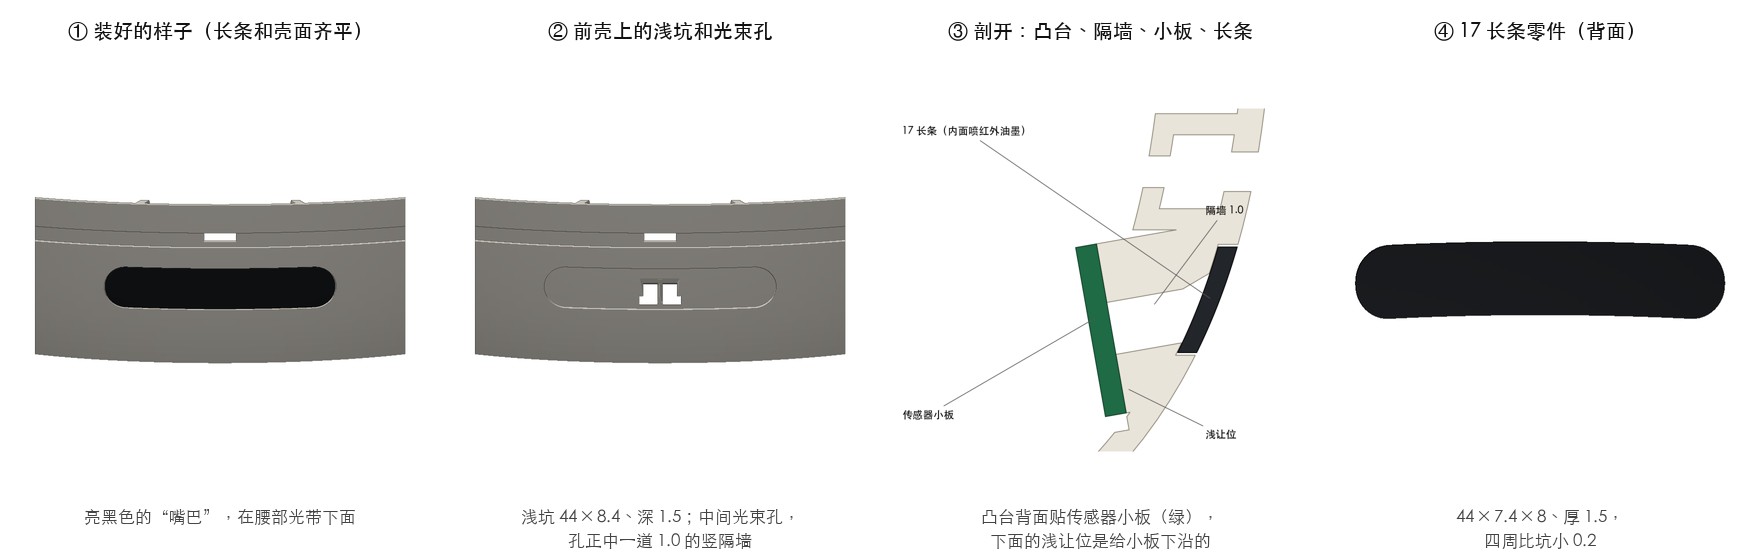 ① 装好的样子（长条和壳面齐平）
② 前壳上的浅坑和光束孔
③ 剖开：凸台、隔墙、小板、长条
④ 17 长条零件（背面）
17 长条（内面喷红外油墨）
隔墙 1.0
传感器小板
浅让位
亮黑色的“嘴巴”，在腰部光带下面
浅坑 44×8.4、深 1.5；中间光束孔，
孔正中一道 1.0 的竖隔墙
凸台背面贴传感器小板（绿），
下面的浅让位是给小板下沿的
44×7.4×8、厚 1.5，
四周比坑小 0.2